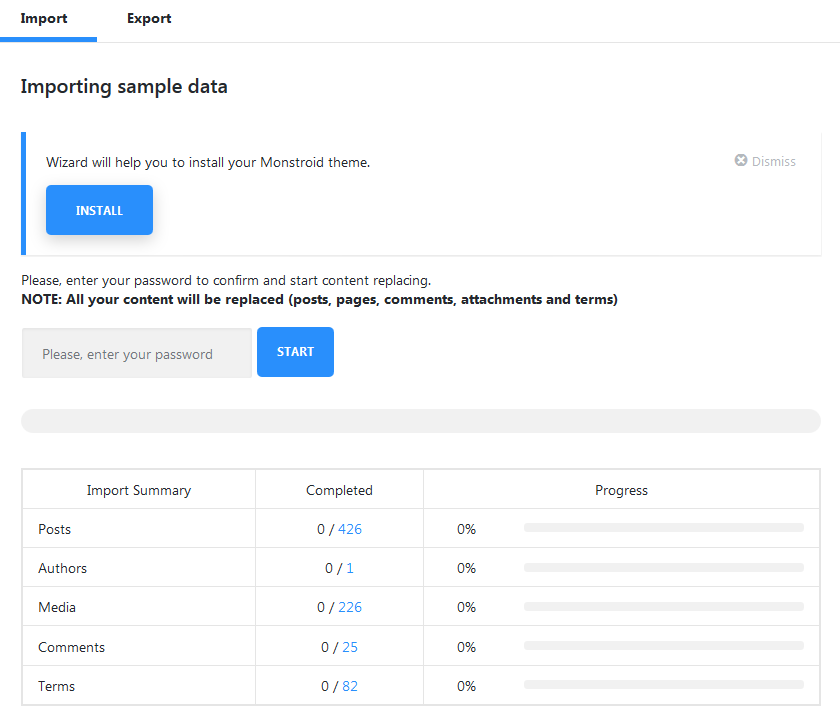 Import Export
Importing sample data
Wizard will help you to install your Monstroid theme.
Dismiss
INSTALL
Please, enter your password to confirm and start content replacing.
NOTE: All your content will be replaced (posts, pages, comments, attachments and terms)
Please, enter your password START
Import Summary Completed Progress
Posts 0 / 426 0%
Authors 0 / 1 0%
Media 0 / 226 0%
Comments 0 / 25 0%
Terms 0 / 82 0%